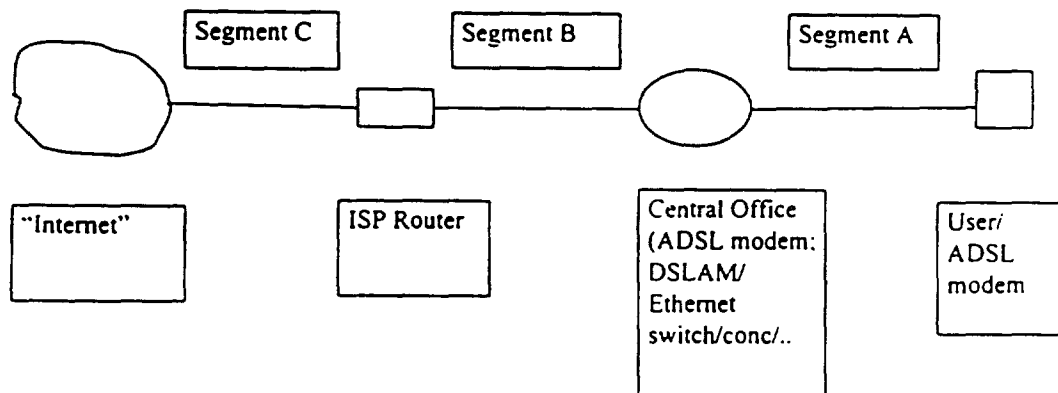 Segment C
Segment B
Segment A
"Internet"
ISP Router
Central Office
(ADSL modem:
DSLAM/
Ethernet
switch/conc/..
User/
ADSL
modem